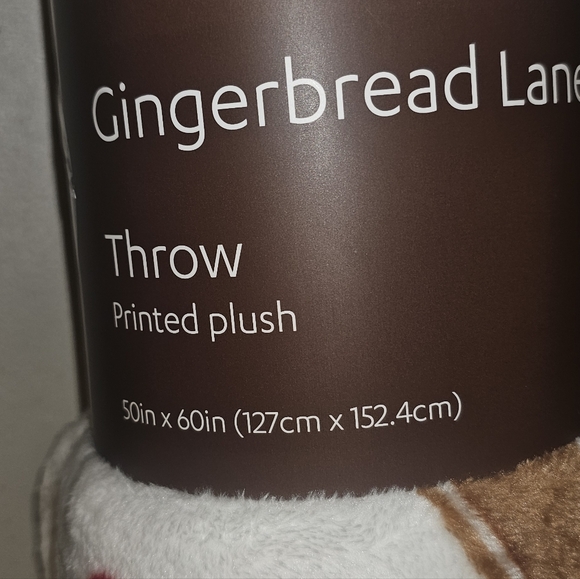 Gingerbread Lane
Throw
Printed plush
50in x 60in (127cm x 152.4cm)